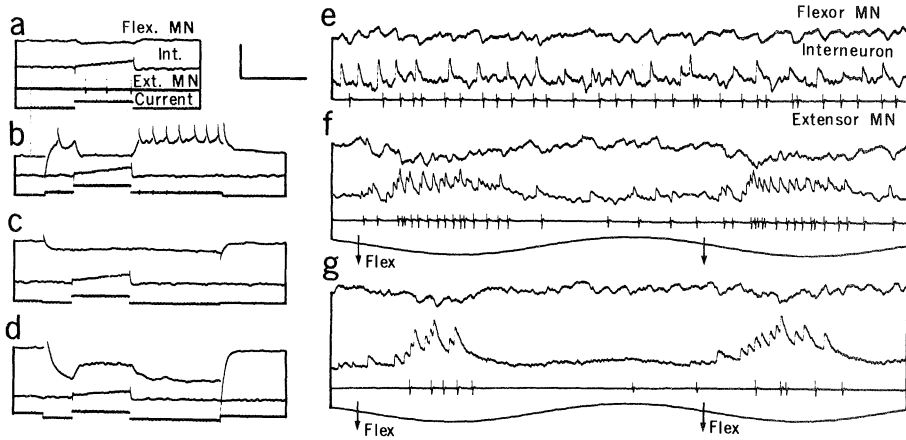 a
Flex. MN
Int.
Ext. MN
Current
b
c
d
e
Flexor MN
Interneuron
f
Extensor MN
Flex
g
Flex
Flex